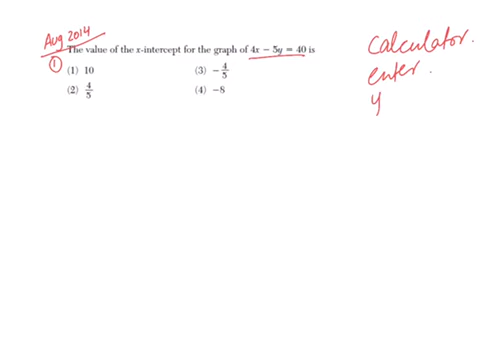 Aug 2014
The value of the x-intercept for the graph of 4x − 5y = 40 is
①
(1) 10
(2) 4/5
(3) −4/5
(4) −8
calculator.
enter.
y